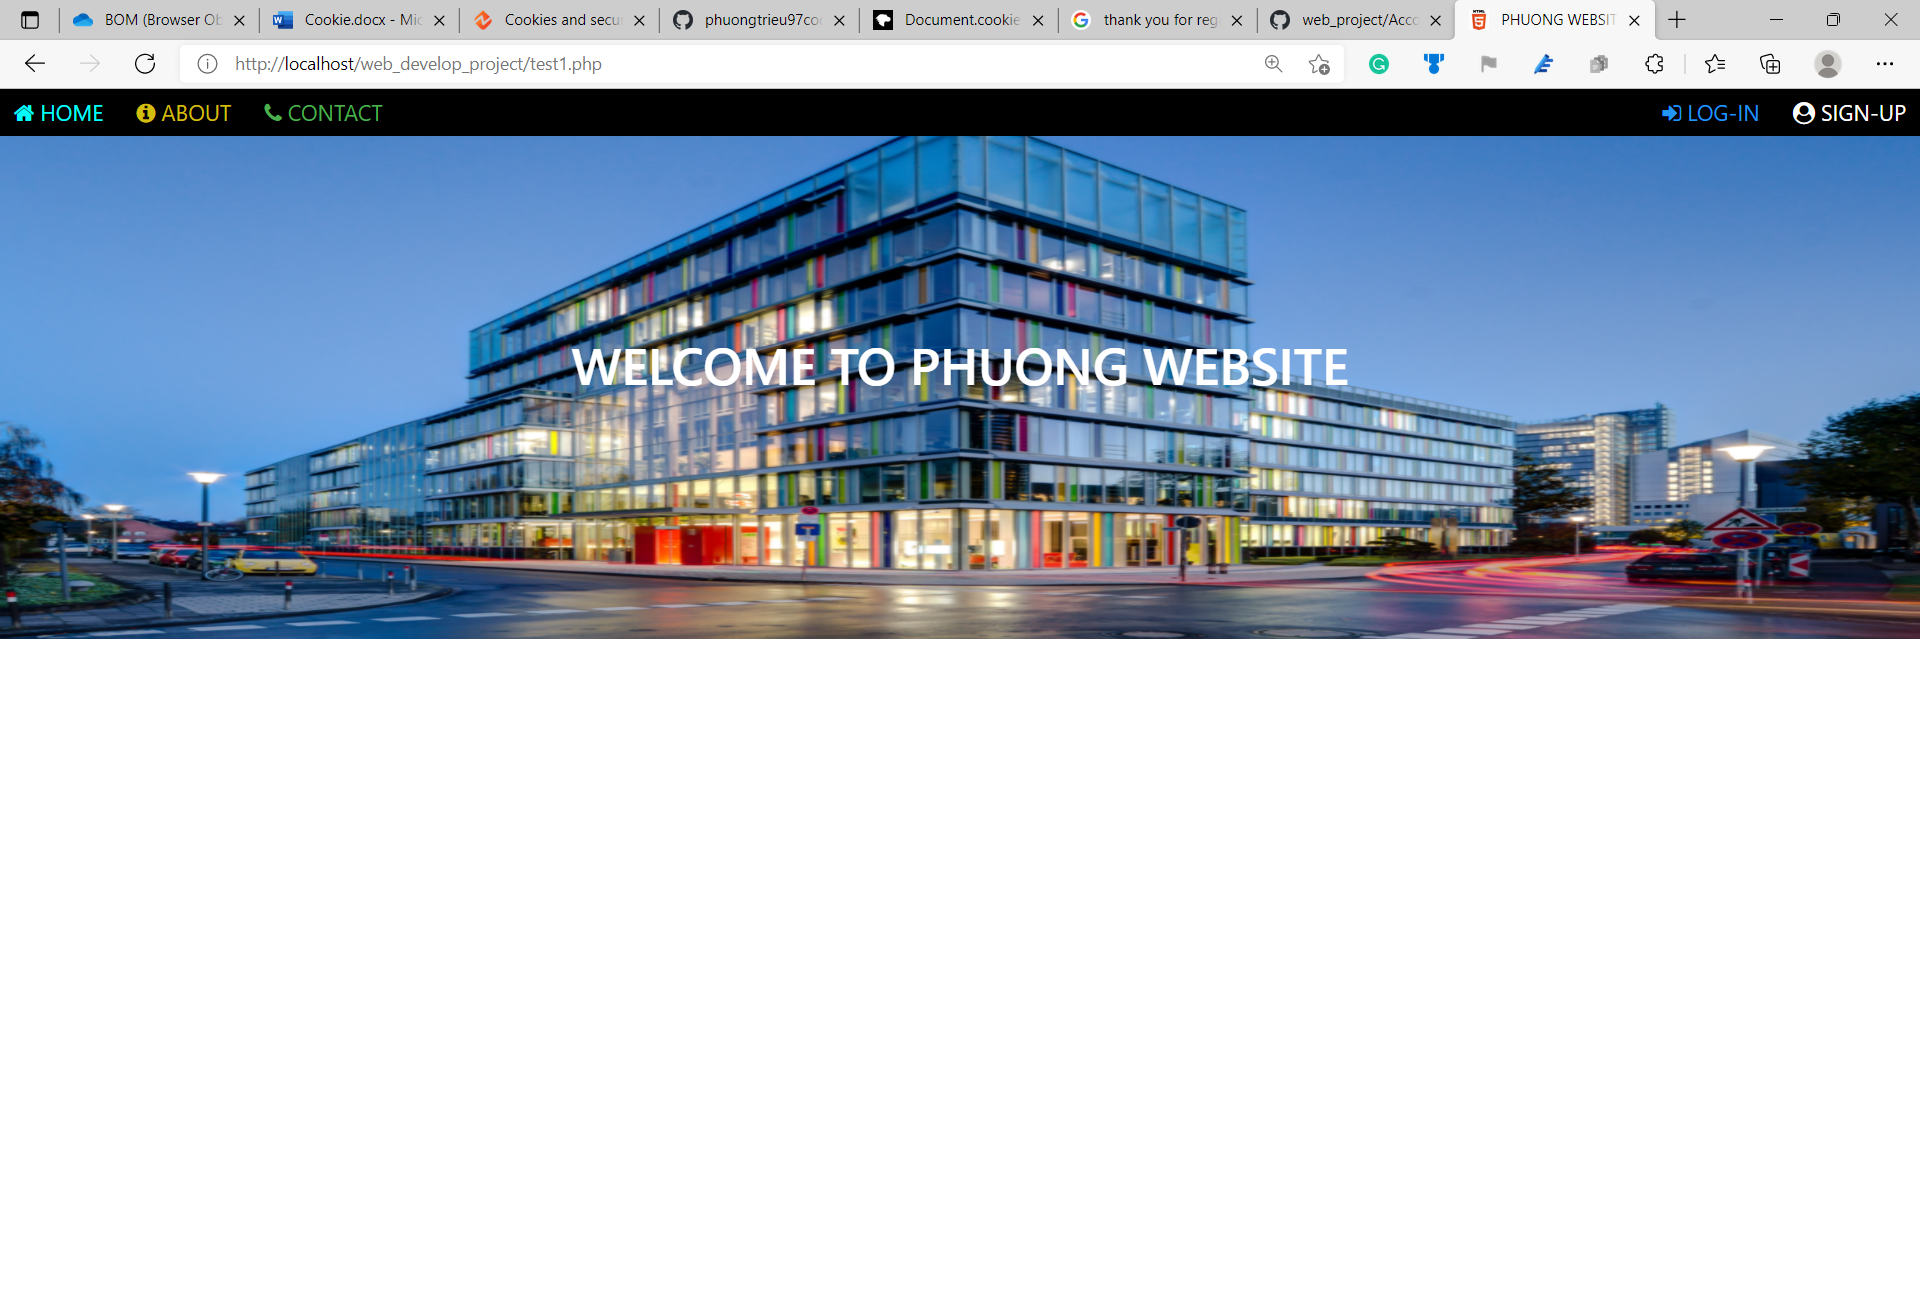 BOM (Browser Ob
Cookie.docx - Mic
Cookies and secu
phuongtrieu97co
Document.cookie
thank you for reg
web_project/Acco
PHUONG WEBSIT
http://localhost/web_develop_project/test1.php
HOME
ABOUT
CONTACT
LOG-IN
SIGN-UP
WELCOME TO PHUONG WEBSITE